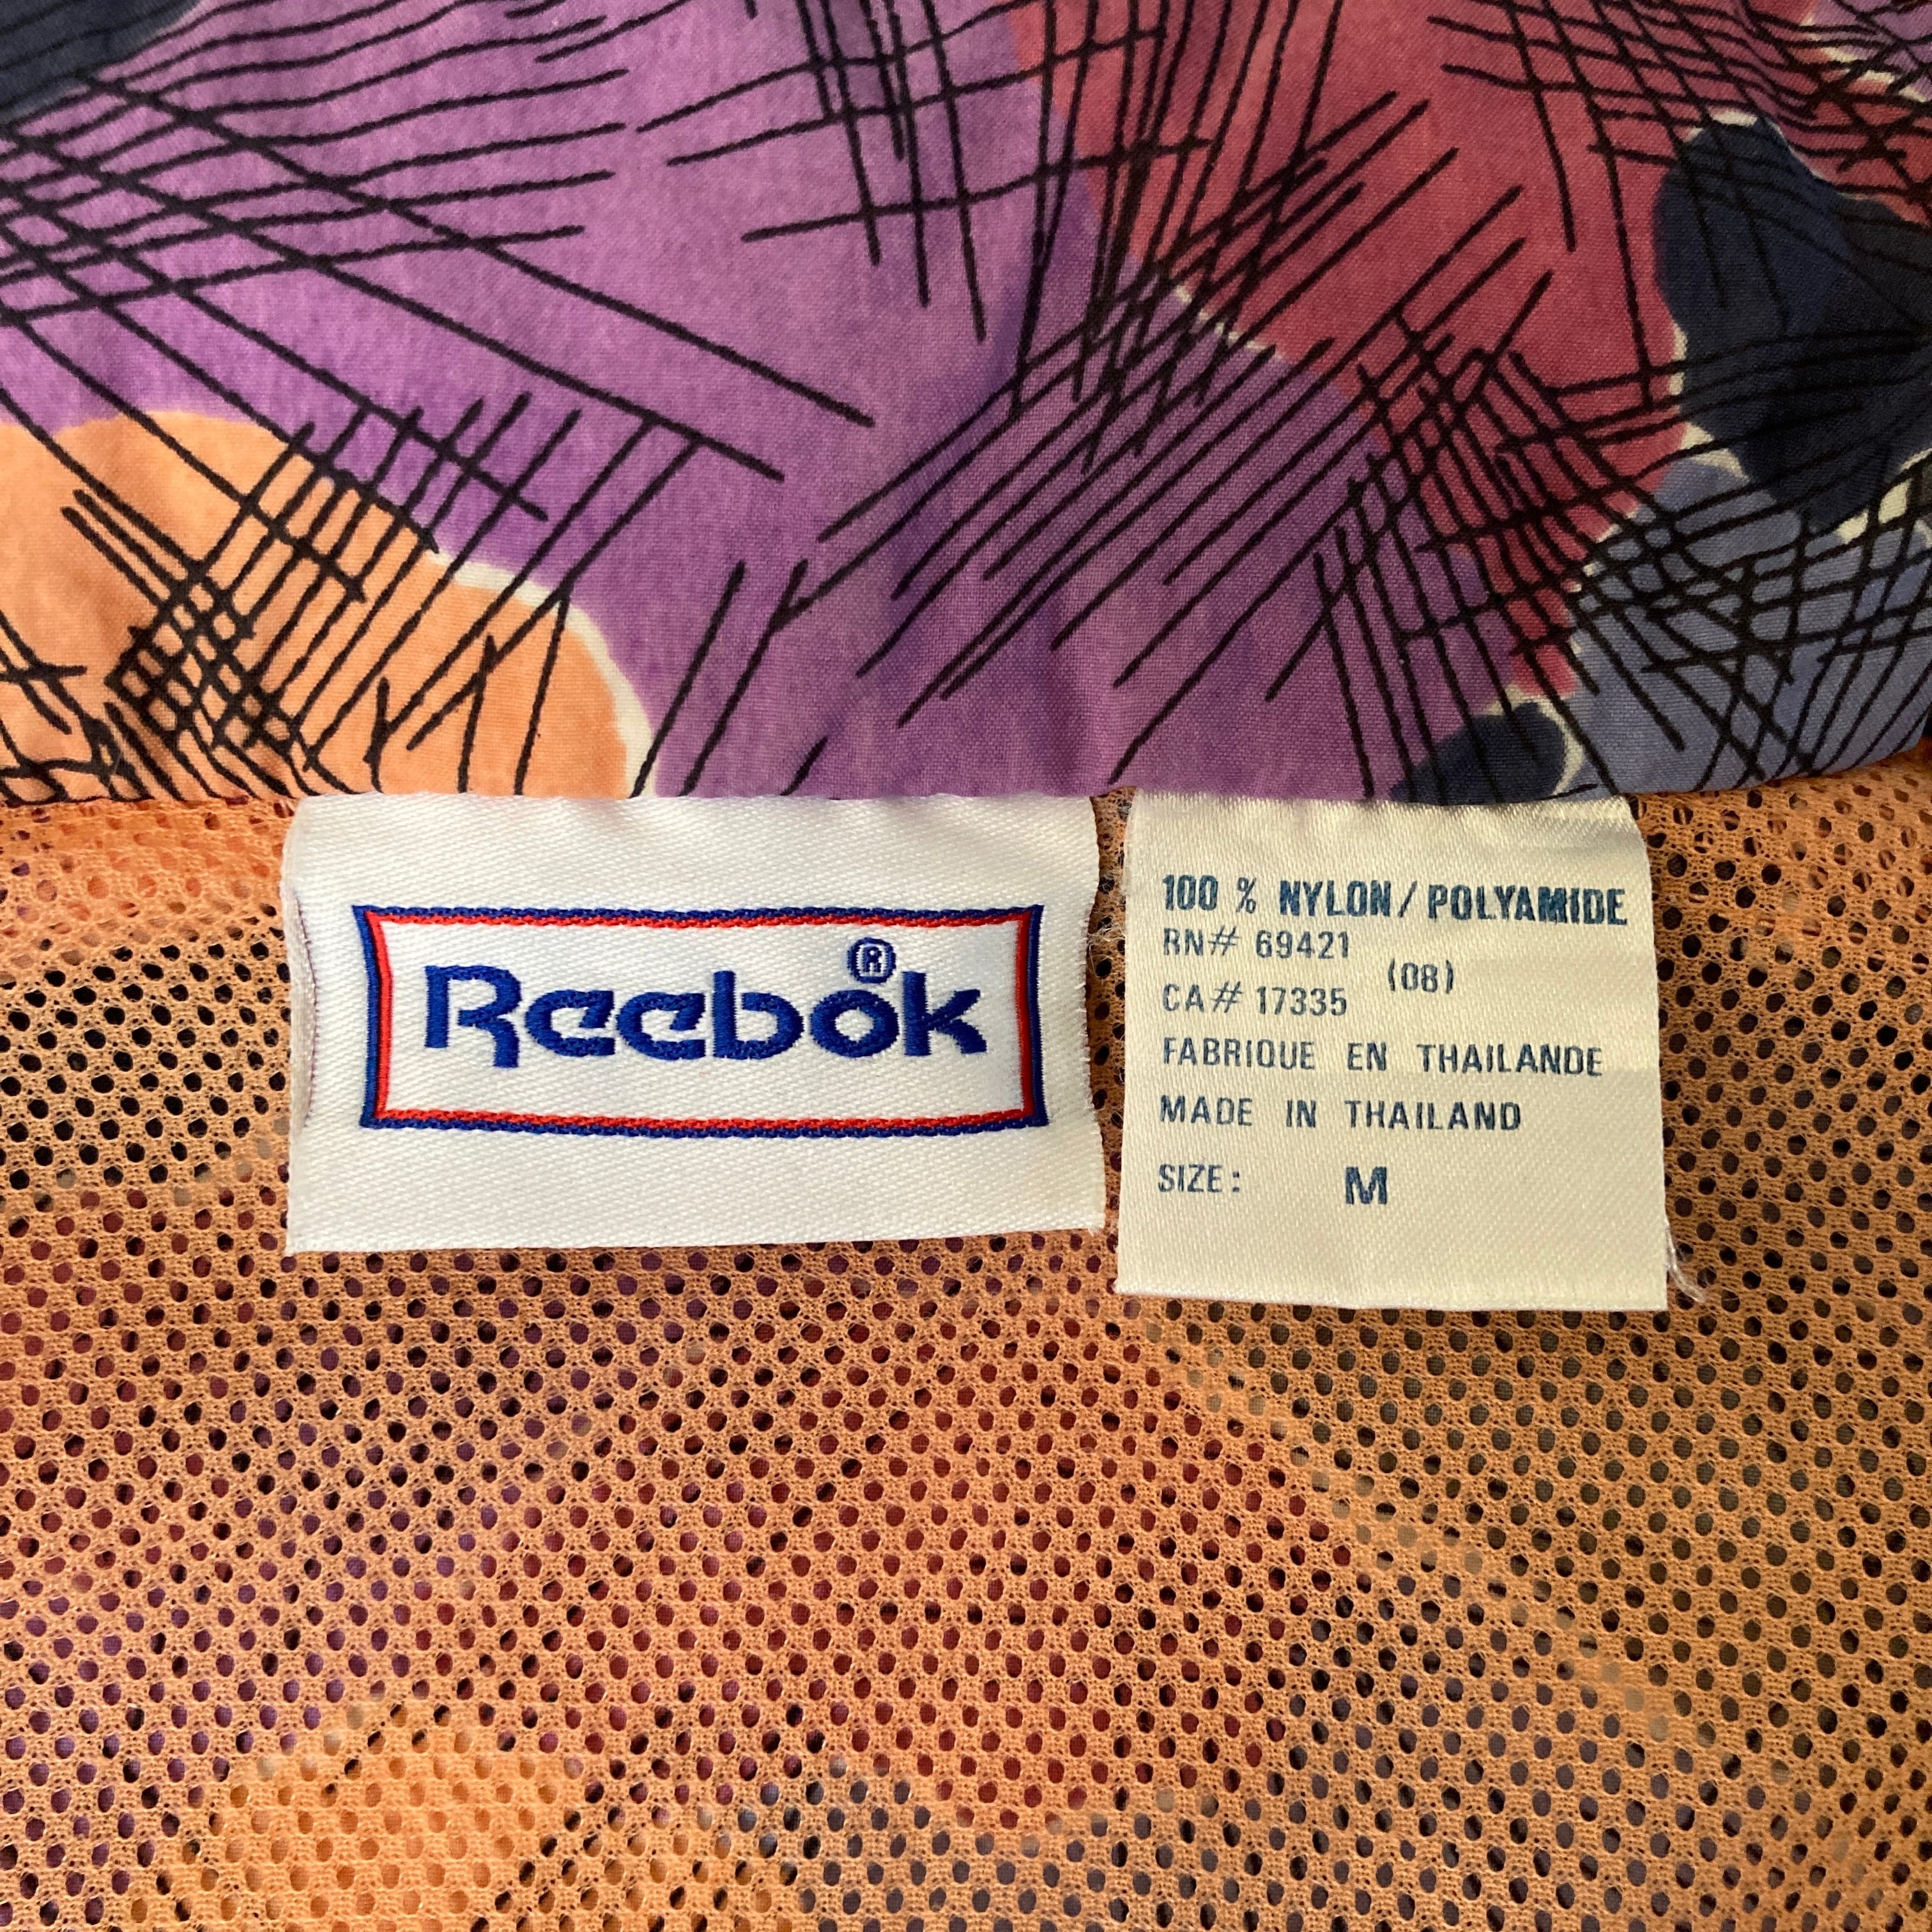 Reebok®
100 % NYLON/POLYAMIDE
RN# 69421
(08)
CA# 17335
FABRIQUE EN THAILANDE
MADE IN THAILAND
SIZE: M